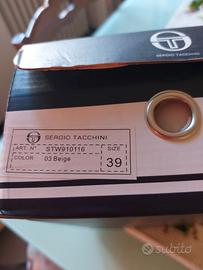 SERGIO TACCHINI
SERGIO TACCHINI
ART. N° STW910116 SIZE
COLOR 03 Beige 39
subito